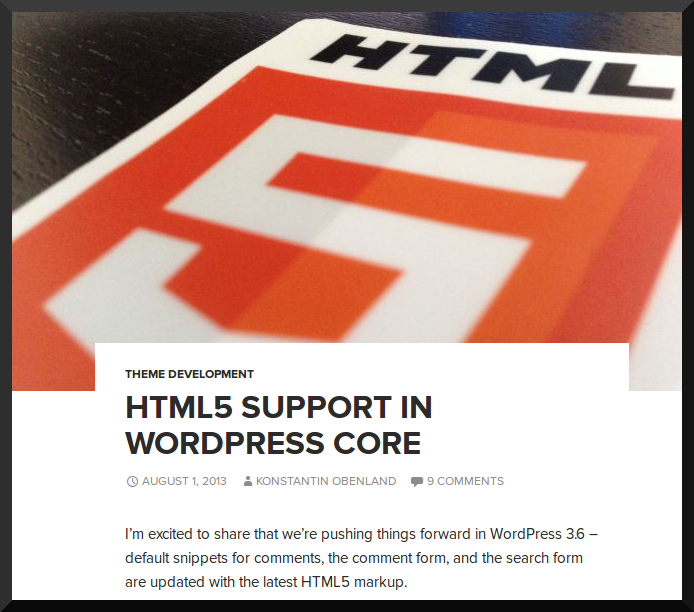 HTML
5
THEME DEVELOPMENT
HTML5 SUPPORT IN
WORDPRESS CORE
AUGUST 1, 2013 KONSTANTIN OBENLAND 9 COMMENTS
I’m excited to share that we’re pushing things forward in WordPress 3.6 –
default snippets for comments, the comment form, and the search form
are updated with the latest HTML5 markup.